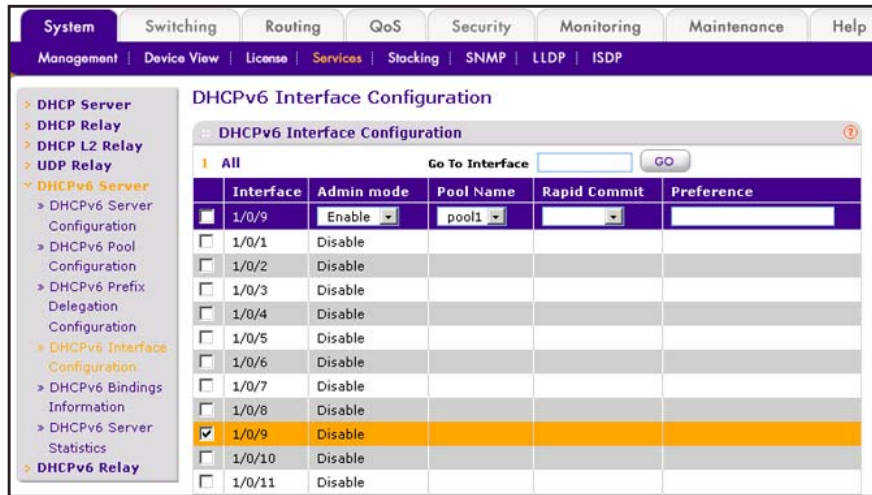 System Switching Routing QoS Security Monitoring Maintenance Help
Management | Device View | License | Services | Stacking | SNMP | LLDP | ISDP
> DHCP Server
> DHCP Relay
> DHCP L2 Relay
> UDP Relay
DHCPv6 Server
» DHCPv6 Server
Configuration
» DHCPv6 Pool
Configuration
» DHCPv6 Prefix
Delegation
Configuration
» DHCPv6 Interface
Configuration
» DHCPv6 Bindings
Information
» DHCPv6 Server
Statistics
> DHCPv6 Relay
DHCPv6 Interface Configuration
DHCPv6 Interface Configuration ?
1 All Go To Interface GO
Interface Admin mode Pool Name Rapid Commit Preference
1/0/9 Enable pool1
1/0/1 Disable
1/0/2 Disable
1/0/3 Disable
1/0/4 Disable
1/0/5 Disable
1/0/6 Disable
1/0/7 Disable
1/0/8 Disable
1/0/9 Disable
1/0/10 Disable
1/0/11 Disable